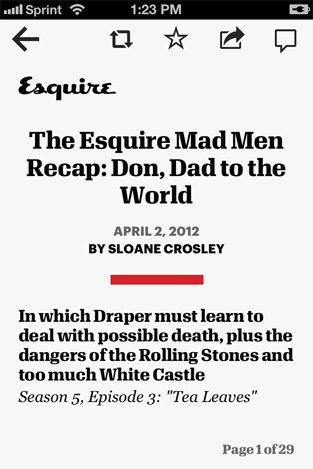 Sprint 1:23 PM
Esquire
The Esquire Mad Men
Recap: Don, Dad to the
World
APRIL 2, 2012
BY SLOANE CROSLEY
In which Draper must learn to
deal with possible death, plus the
dangers of the Rolling Stones and
too much White Castle
Season 5, Episode 3: "Tea Leaves"
Page 1 of 29